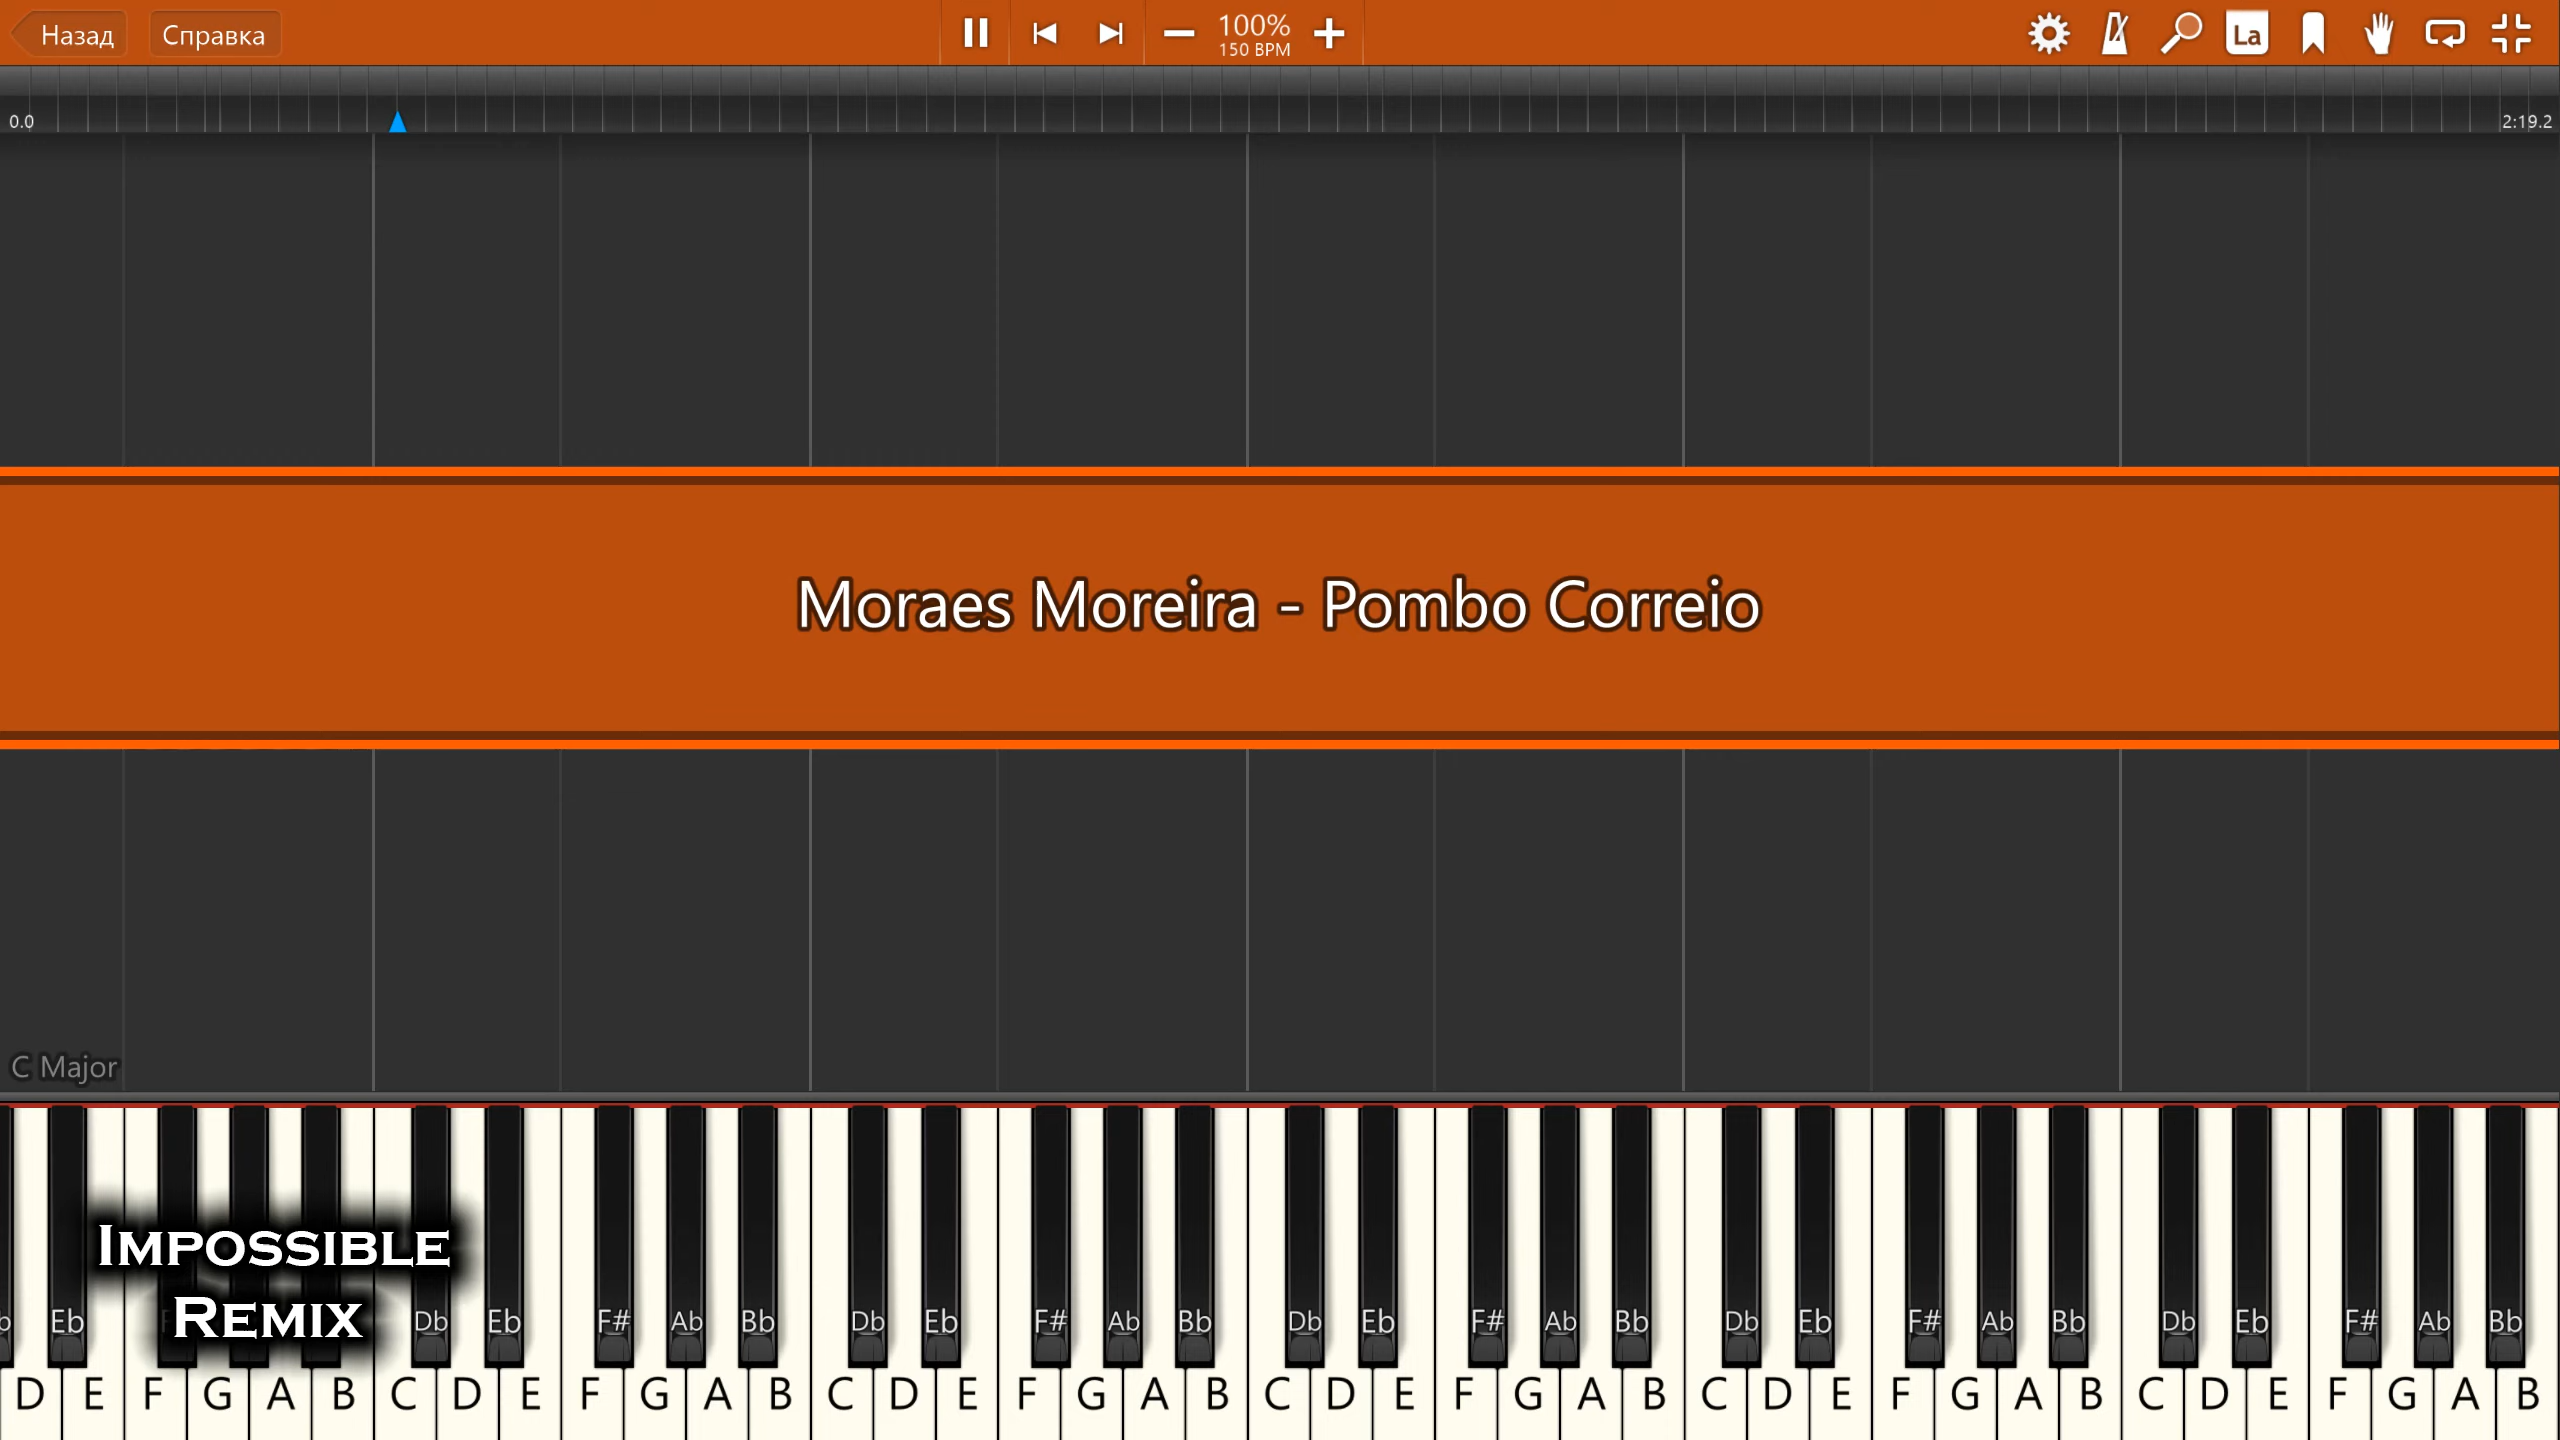 Назад Справка 100% La
150 BPM
0.0 2:19.2
Moraes Moreira - Pombo Correio
C Major
Impossible
Remix
Eb Db Eb F# Ab Bb Db Eb F# Ab Bb Db Eb F# Ab Bb Db Eb F# Ab Bb Db Eb F# Ab Bb
D E F G A B C D E F G A B C D E F G A B C D E F G A B C D E F G A B C D E F G A B